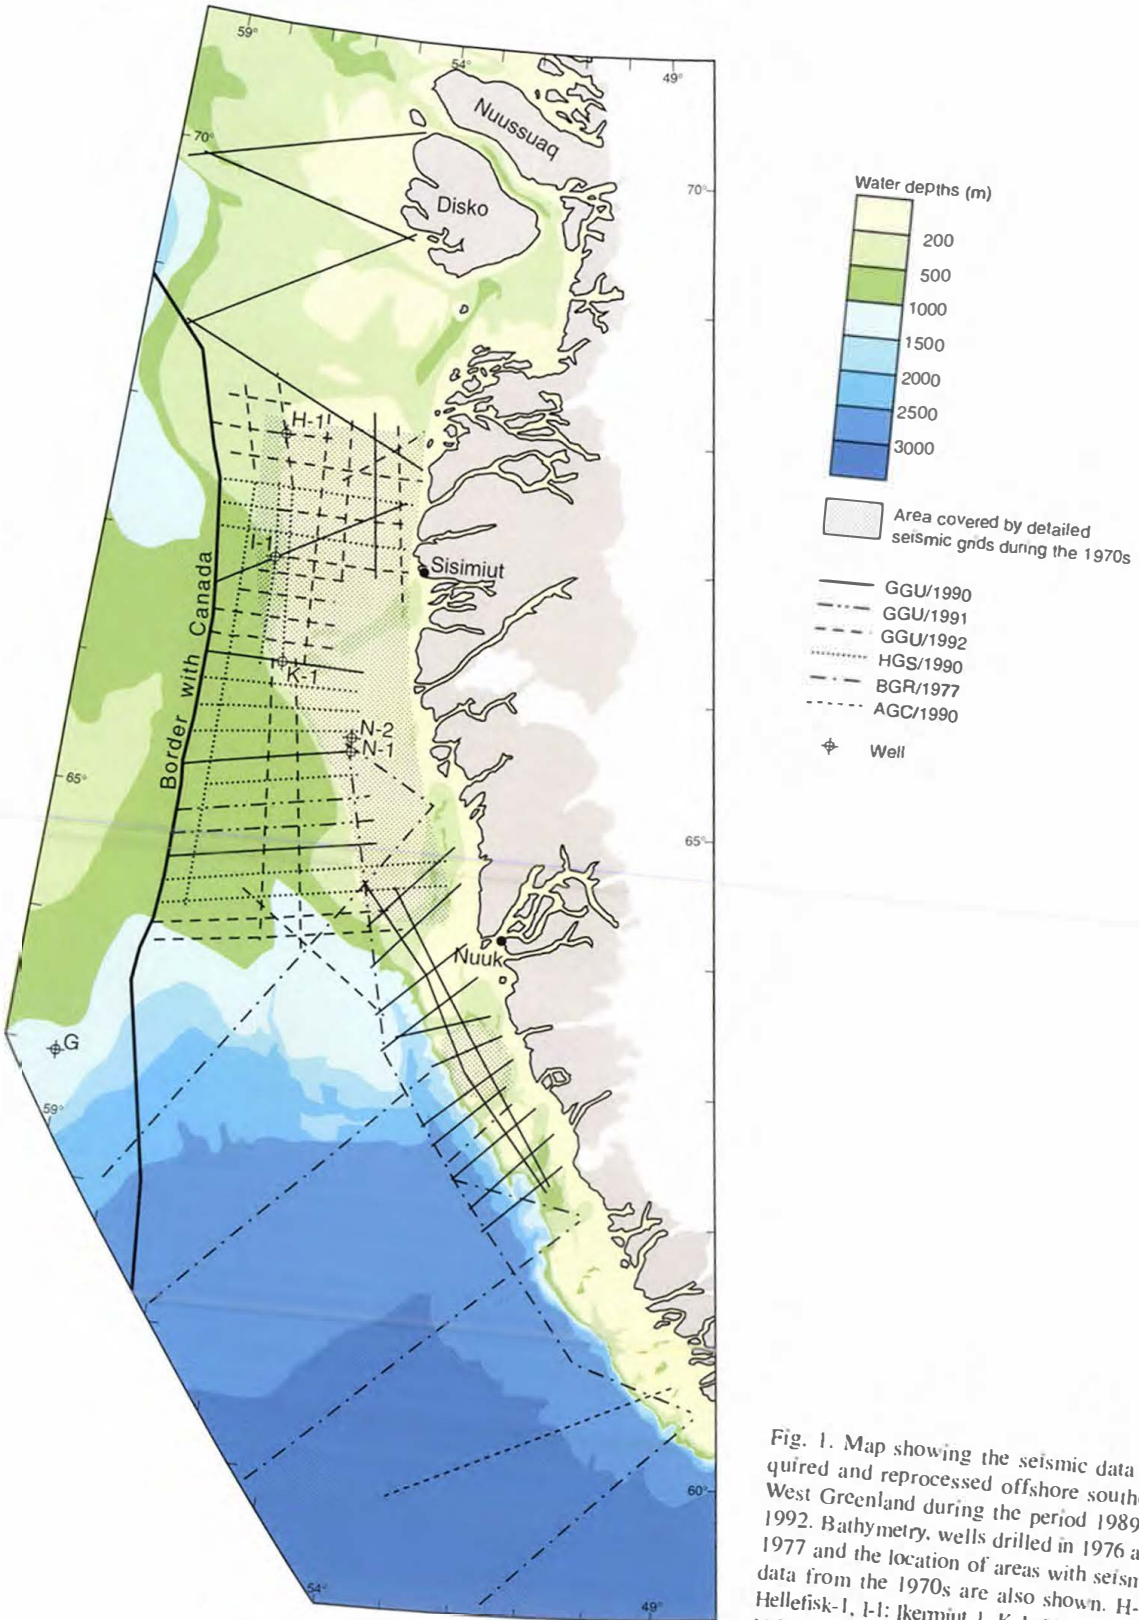 59°
54°
49°
Nuussuaq
70°
70°
Disko
H-1
I-1
Sisimiut
Border with Canada
K-1
N-2
N-1
65°
65°
Nuuk
G
59°
60°
54°
49°
Water depths (m)
200
500
1000
1500
2000
2500
3000
Area covered by detailed
seismic grids during the 1970s
GGU/1990
GGU/1991
GGU/1992
HGS/1990
BGR/1977
AGC/1990
Well
Fig. 1. Map showing the seismic data
quired and reprocessed offshore
West Greenland during the period 1989
1992. Bathymetry, wells drilled in 1976
1977 and the location of areas with
data from the 1970s are also shown. H-
Hellefisk-1, I-1: Ikermiut-1,